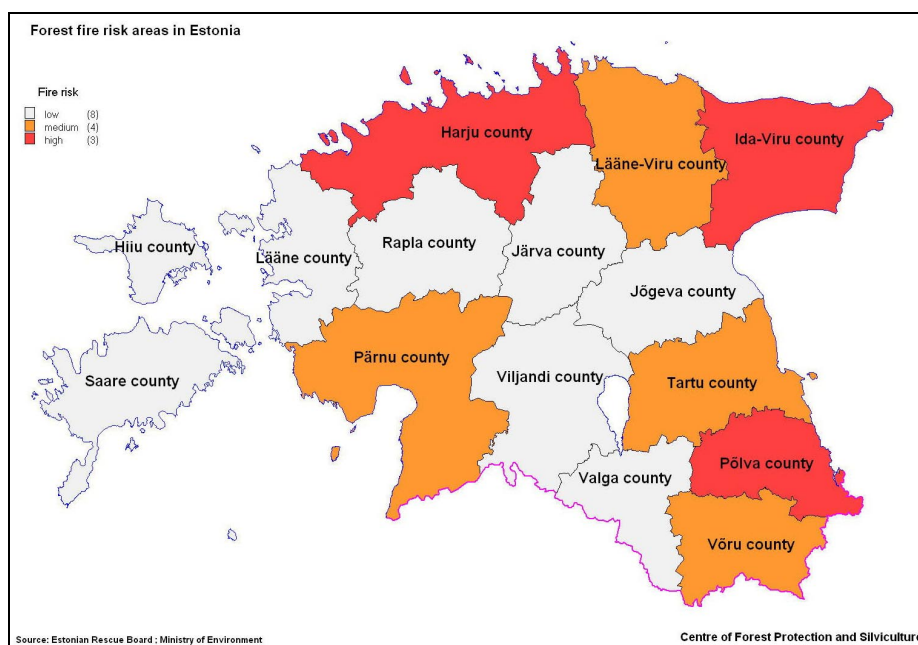 Forest fire risk areas in Estonia
Fire risk
low (8)
medium (4)
high (3)
Harju county
Ida-Viru county
Lääne-Viru county
Hiiu county
Lääne county
Rapla county
Järva county
Jõgeva county
Saare county
Pärnu county
Viljandi county
Tartu county
Valga county
Põlva county
Võru county
Source: Estonian Rescue Board ; Ministry of Environment
Centre of Forest Protection and Silviculture